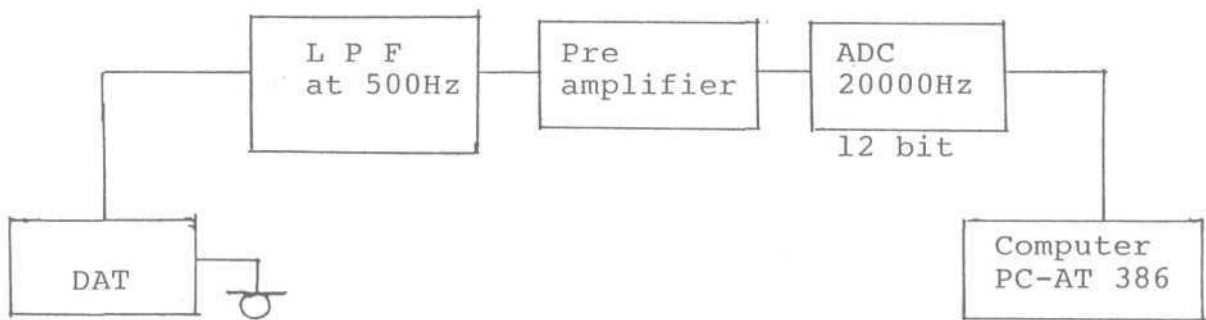 L P F
at 500Hz
Pre
amplifier
ADC
20000Hz
12 bit
DAT
Computer
PC-AT 386